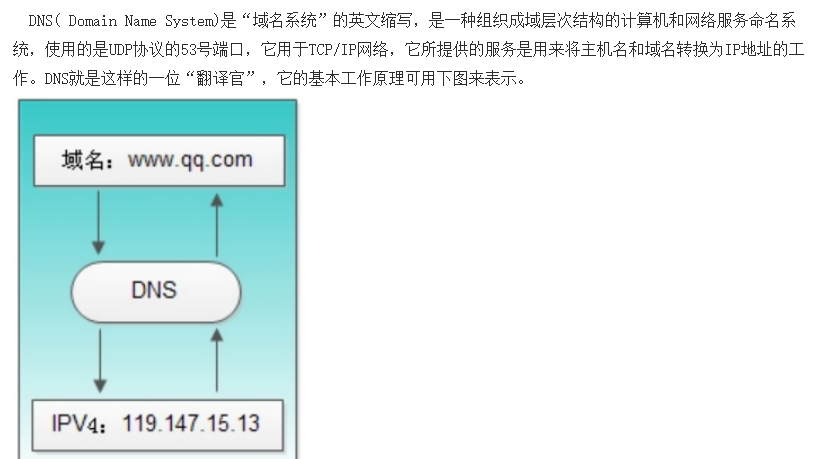 DNS( Domain Name System)是“域名系统”的英文缩写，是一种组织成域层次结构的计算机和网络服务命名系
统，使用的是UDP协议的53号端口，它用于TCP/IP网络，它所提供的服务是用来将主机名和域名转换为IP地址的工
作。DNS就是这样的一位“翻译官”，它的基本工作原理可用下图来表示。
域名：www.qq.com
DNS
IPV4：119.147.15.13